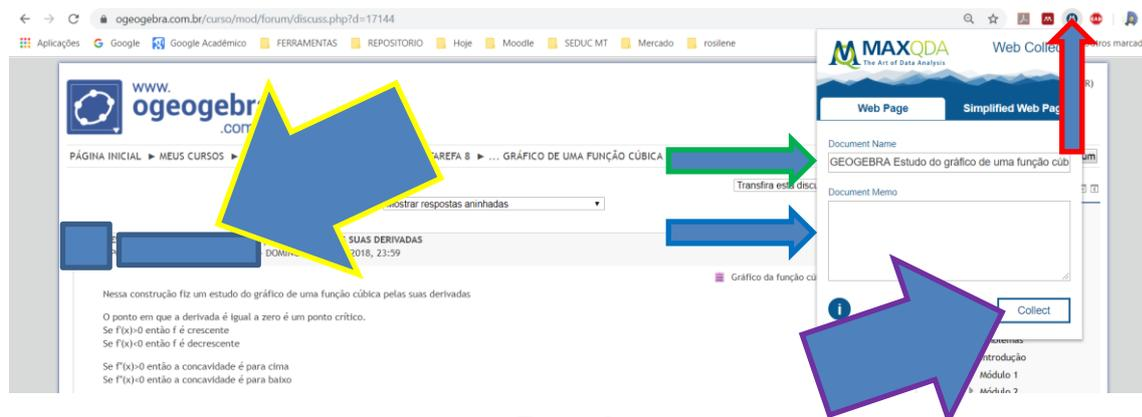 ogeogebra.com.br/curso/mod/forum/discuss.php?d=17144
Aplicações Google Google Académico FERRAMENTAS REPOSITORIO Hoje Moodle SEDUC MT Mercado rosilene
www.
ogeogebr
.com
PÁGINA INICIAL ► MEUS CURSOS ► TAREFA 8 ► ... GRÁFICO DE UMA FUNÇÃO CÚBICA
Transfira esta discu
Mostrar respostas aninhadas
SUAS DERIVADAS
2018, 23:59
Gráfico da função cú
Nessa construção fiz um estudo do gráfico de uma função cúbica pelas suas derivadas
O ponto em que a derivada é igual a zero é um ponto crítico.
Se f'(x)>0 então f é crescente
Se f'(x)<0 então f é decrescente
Se f"(x)>0 então a concavidade é para cima
Se f"(x)<0 então a concavidade é para baixo
MAXQDA Web Collec
The Art of Data Analysis
Web Page Simplified Web Pag
Document Name
GEOGEBRA Estudo do gráfico de uma função cúb
Document Memo
i
Collect
ntrodução
Módulo 1
Módulo 2